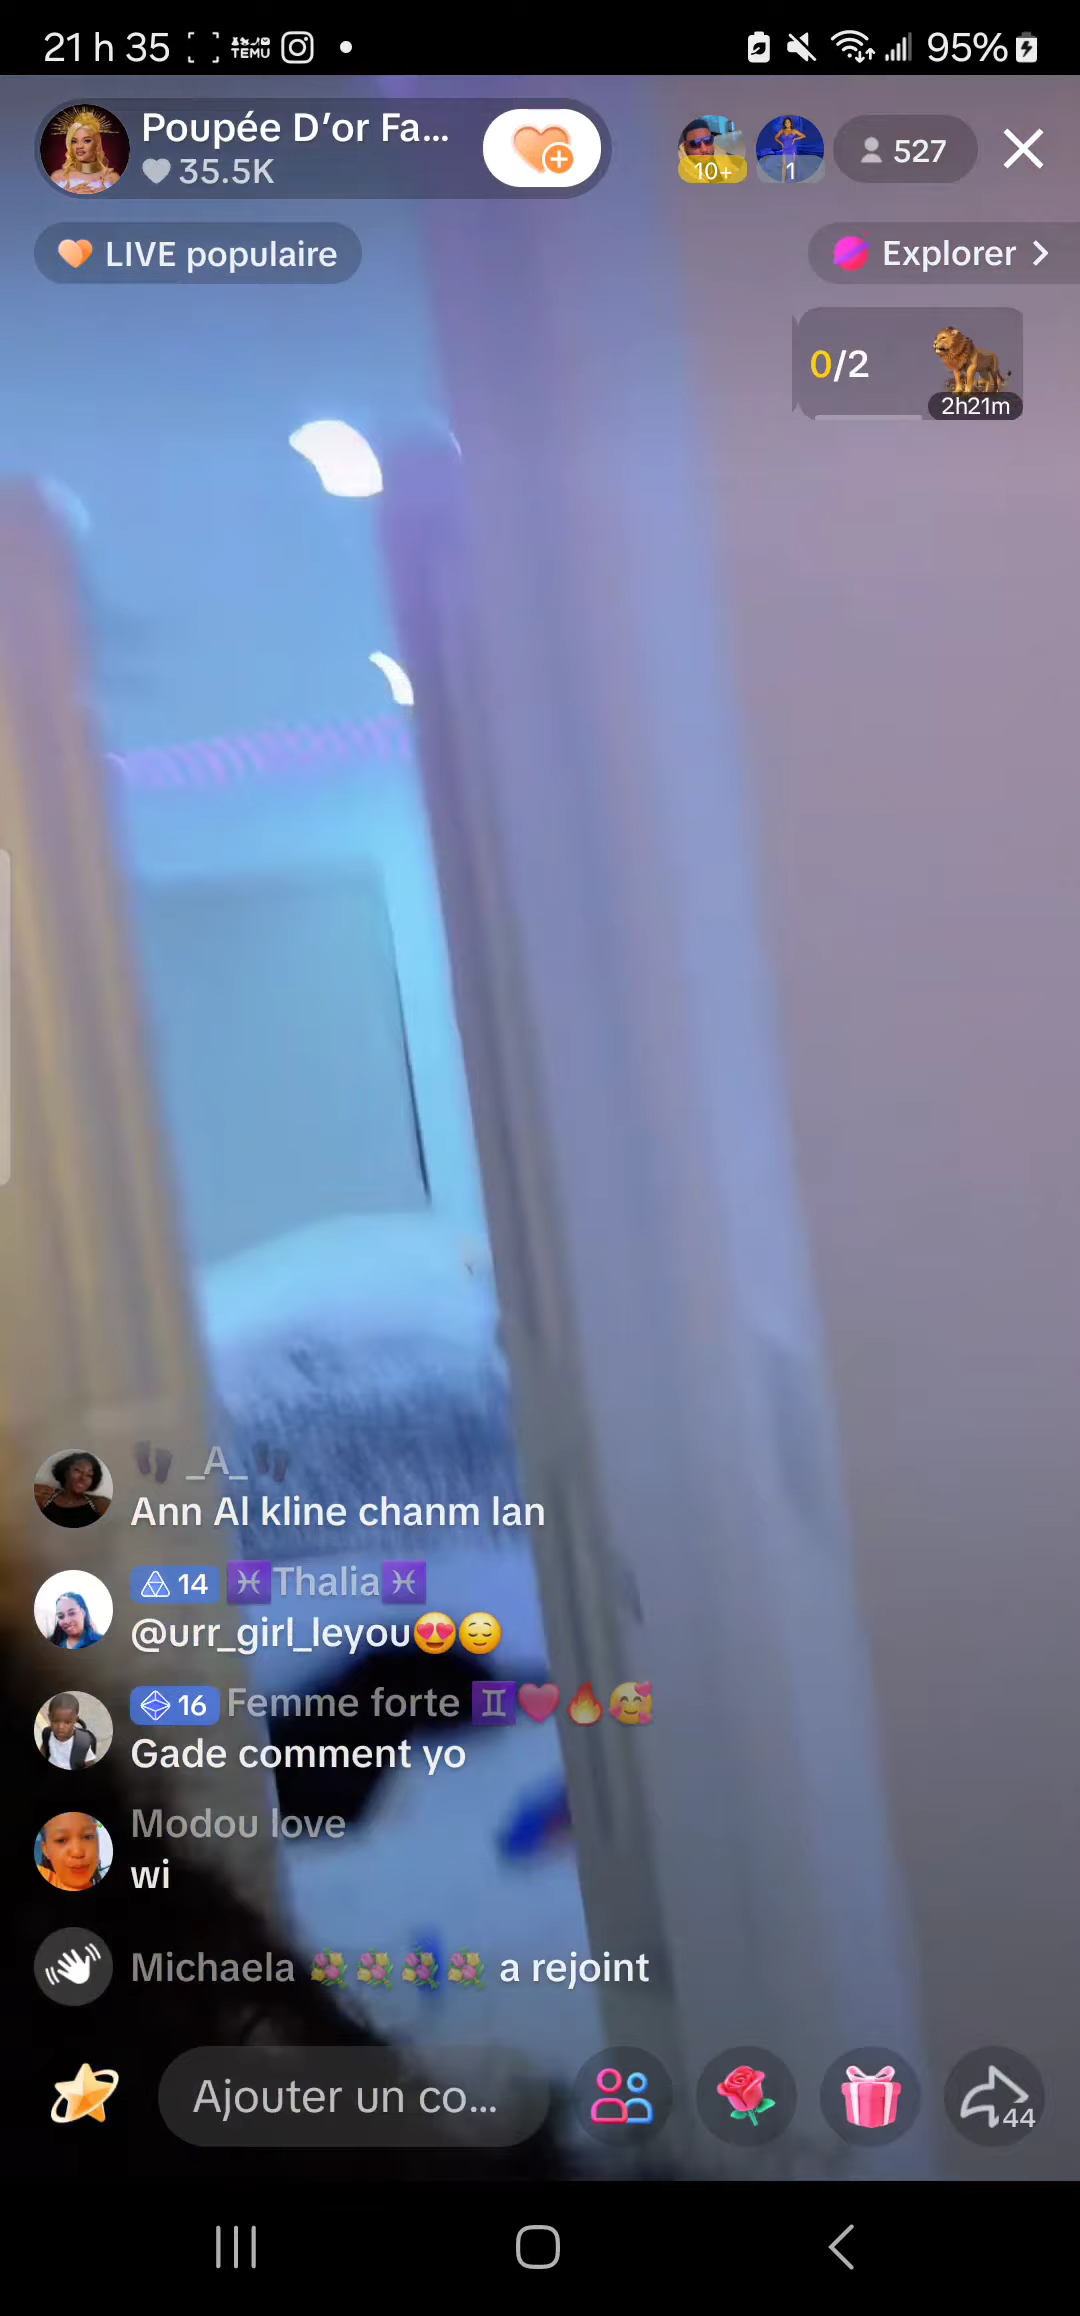 21 h 35
TEMU
95%
Poupée D'or Fa...
35.5K
10+
1
527
LIVE populaire
Explorer
0/2
2h21m
_A_
Ann Al kline chanm lan
14 ♓Thalia♓
@urr_girl_leyou😍😌
16 Femme forte ♊❤️🔥🥰
Gade comment yo
Modou love
wi
Michaela 💐💐💐💐 a rejoint
Ajouter un co...
44